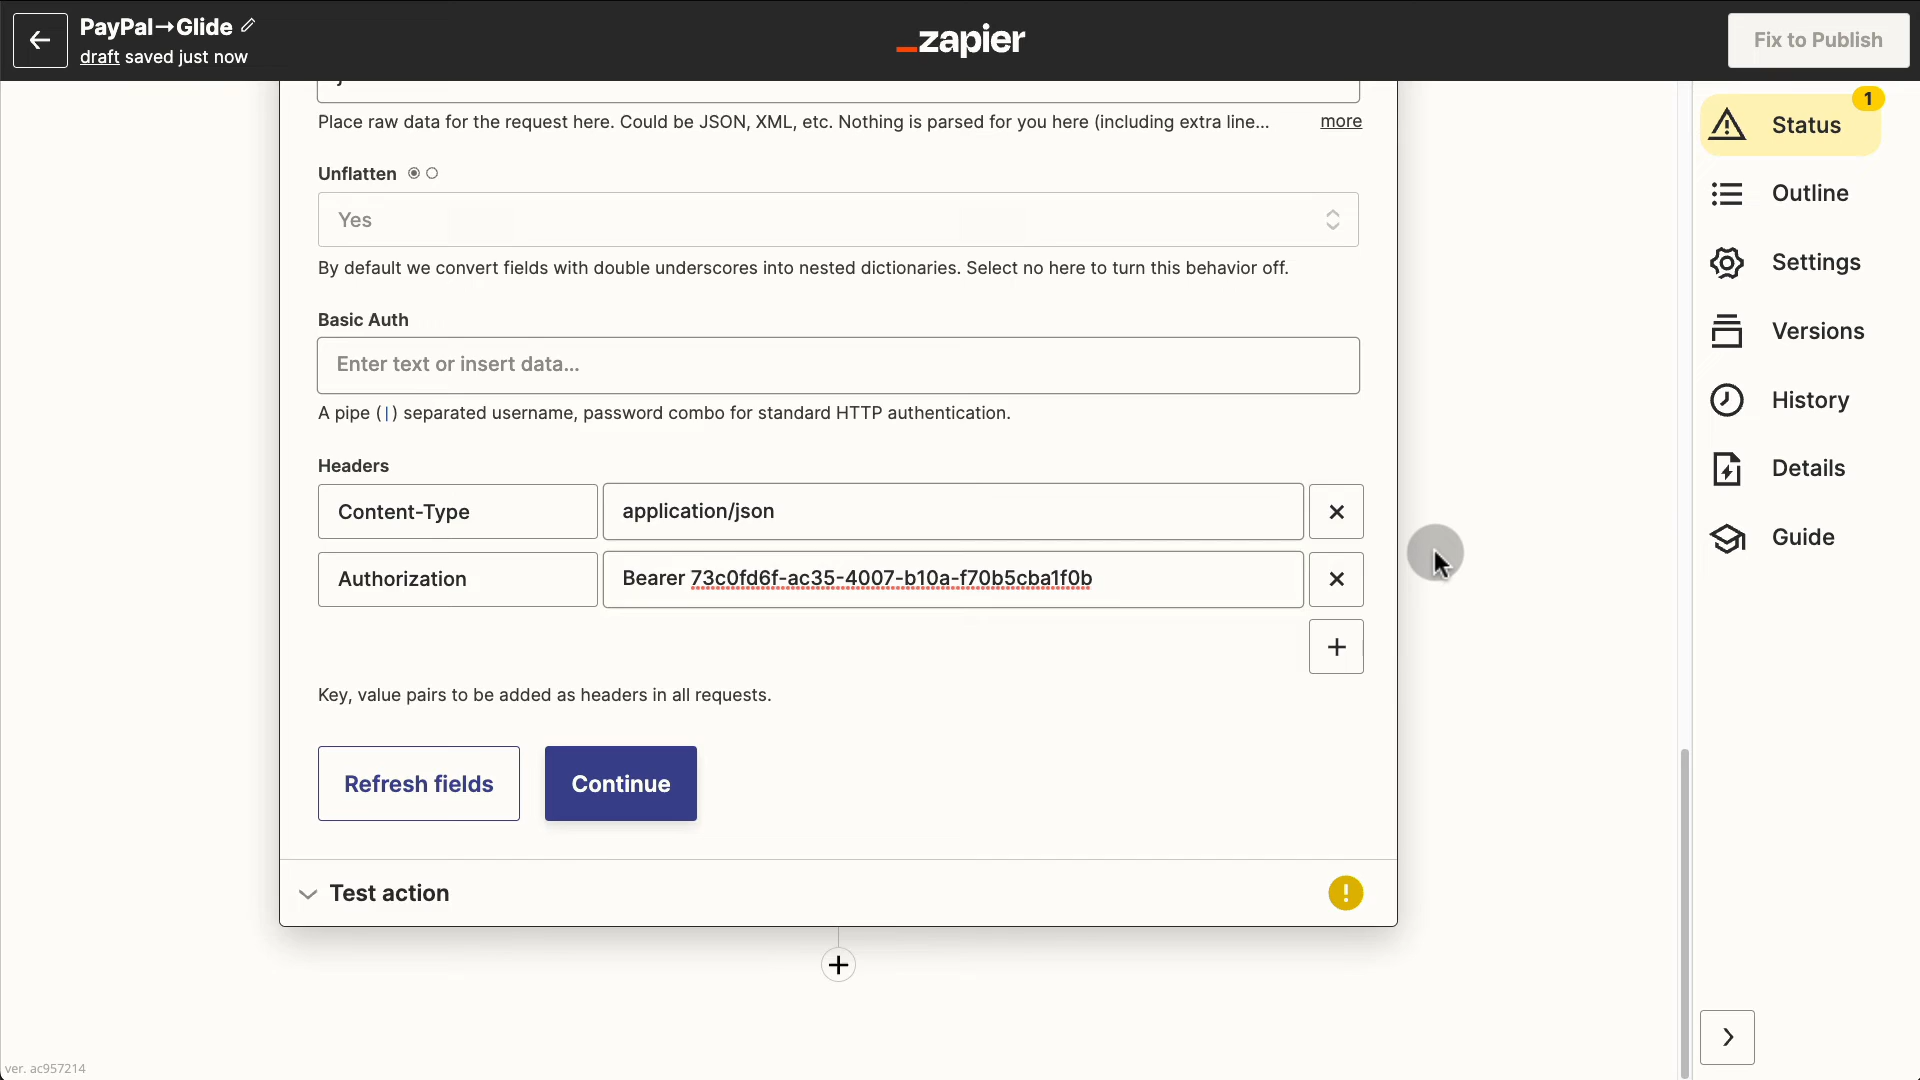 PayPal→Glide
draft saved just now
zapier
Fix to Publish
Place raw data for the request here. Could be JSON, XML, etc. Nothing is parsed for you here (including extra line... more
Unflatten
Yes
By default we convert fields with double underscores into nested dictionaries. Select no here to turn this behavior off.
Basic Auth
Enter text or insert data...
A pipe (|) separated username, password combo for standard HTTP authentication.
Headers
Content-Type application/json
Authorization Bearer 73c0fd6f-ac35-4007-b10a-f70b5cba1f0b
Key, value pairs to be added as headers in all requests.
Refresh fields Continue
Test action
1
Status
Outline
Settings
Versions
History
Details
Guide
ver. ac957214